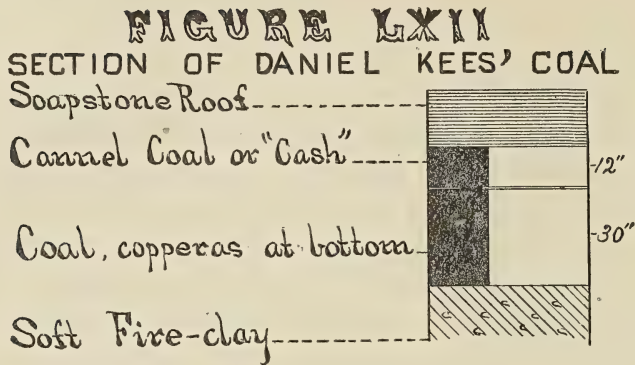 FIGURE LXII
SECTION OF DANIEL KEES' COAL
Soapstone Roof
Cannel Coal or "Cash"
12"
Coal, copperas at bottom
30"
Soft Fire-clay